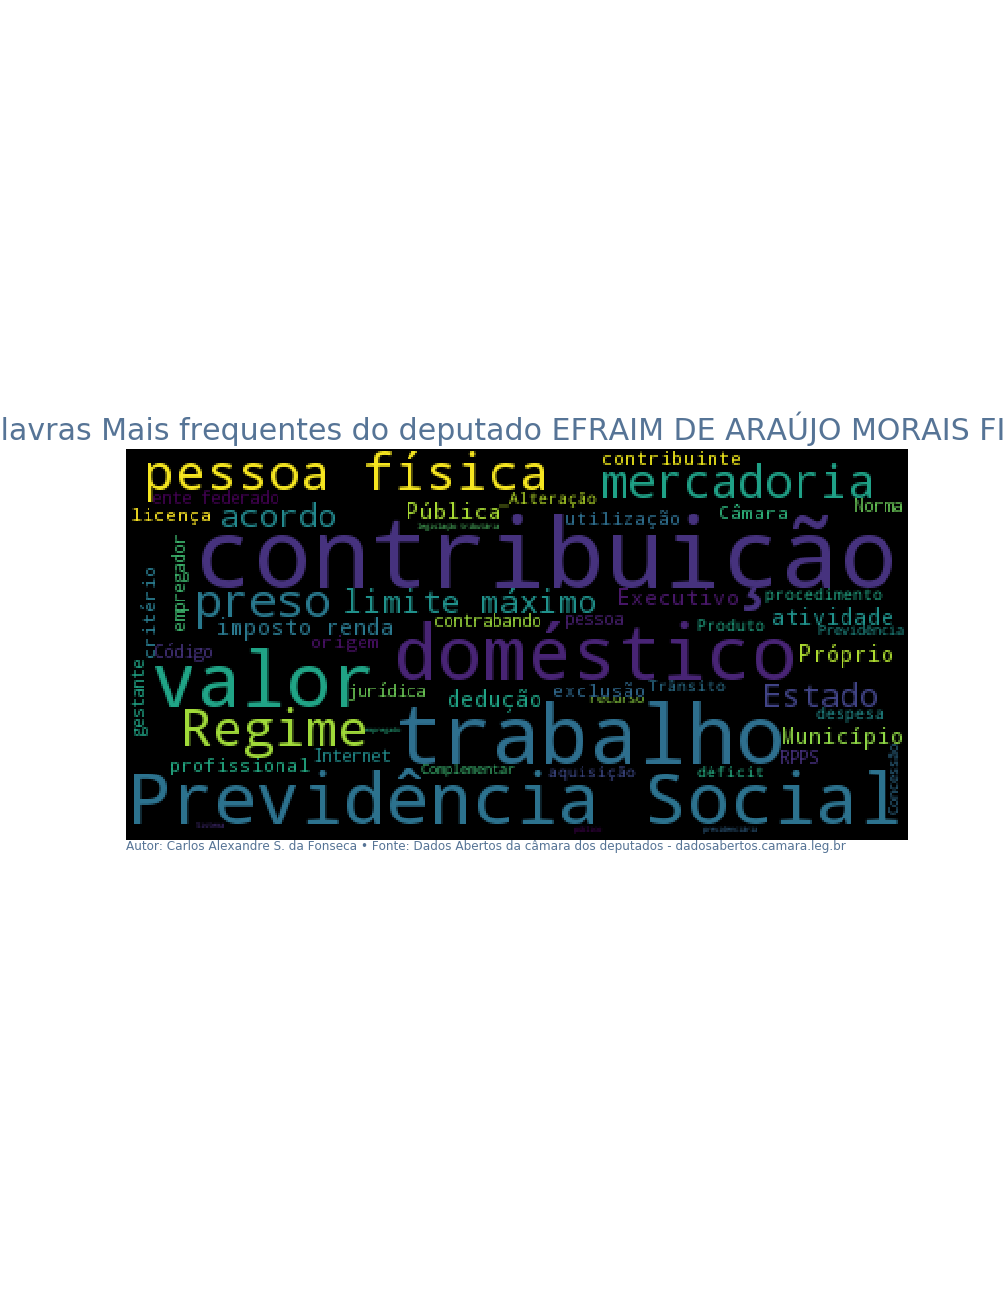 lavras Mais frequentes do deputado EFRAIM DE ARAÚJO MORAIS FI
pessoa física
contribuinte
mercadoria
ente federado
Alteração
Norma
licença
acordo
Pública
utilização
Câmara
legislação tributária
contribuição
empregador
critério
preso
limite máximo
Executivo
procedimento
imposto renda
contrabando
pessoa
Produto
atividade
Previdência
origem
Código
doméstico
Próprio
gestante
valor
jurídica
dedução
exclusão
recurso
Trânsito
Estado
despesa
Regime
empregado
trabalho
Município
Internet
RPPS
profissional
Complementar
aquisição
déficit
Concessão
Previdência Social
Sistema
previdenciária
Autor: Carlos Alexandre S. da Fonseca • Fonte: Dados Abertos da câmara dos deputados - dadosabertos.camara.leg.br